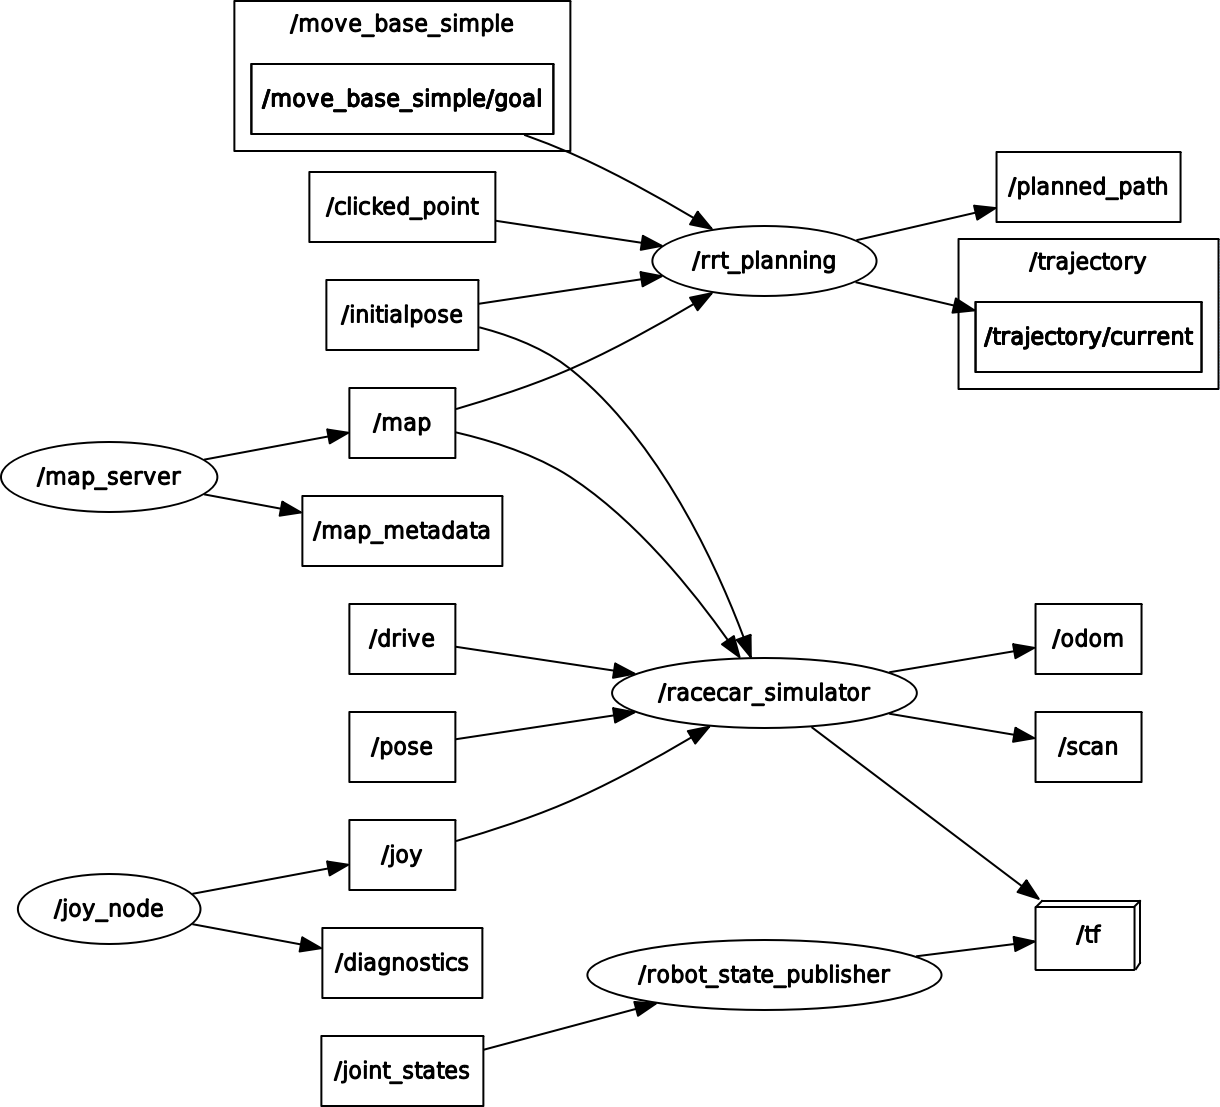 /move_base_simple
/move_base_simple/goal
/clicked_point
/initialpose
/map
/map_server
/map_metadata
/drive
/pose
/joy
/joy_node
/diagnostics
/joint_states
/rrt_planning
/racecar_simulator
/robot_state_publisher
/planned_path
/trajectory
/trajectory/current
/odom
/scan
/tf